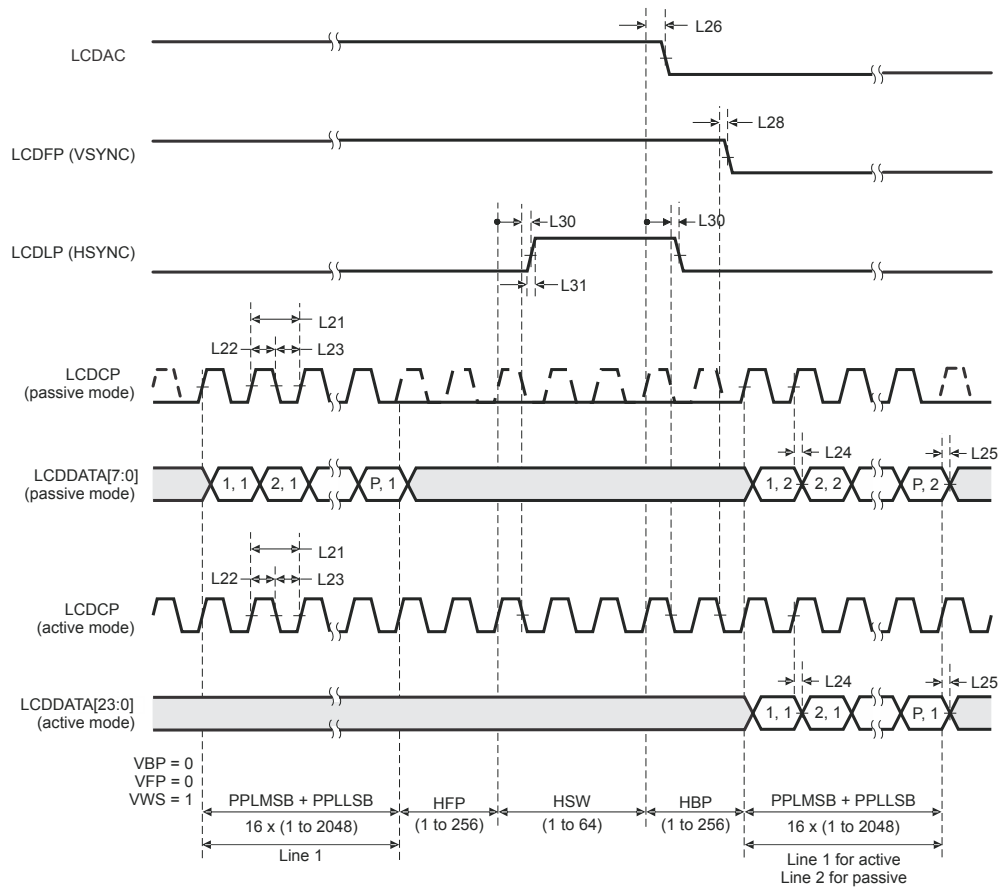 L26
LCDAC
L28
LCDFP (VSYNC)
L30
L30
LCDLP (HSYNC)
L31
L21
L22
L23
LCDCP
(passive mode)
L24
L25
LCDDATA[7:0]
(passive mode)
1, 1
2, 1
P, 1
1, 2
2, 2
P, 2
L21
L22
L23
LCDCP
(active mode)
L24
L25
LCDDATA[23:0]
(active mode)
1, 1
2, 1
P, 1
VBP = 0
VFP = 0
VWS = 1
PPLMSB + PPLLSB
HFP
HSW
HBP
PPLMSB + PPLLSB
16 x (1 to 2048)
(1 to 256)
(1 to 64)
(1 to 256)
16 x (1 to 2048)
Line 1
Line 1 for active
Line 2 for passive